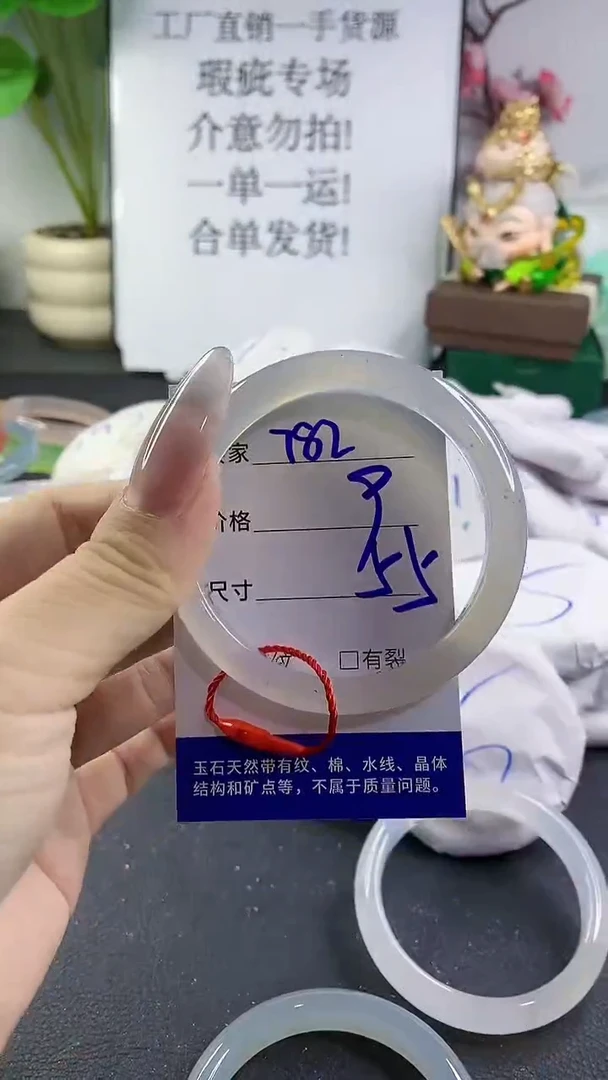 工厂直销一手货源
瑕疵专场
介意勿拍!
一单一运!
合单发货!
家 782
价格
尺寸 55
□有裂
玉石天然带有纹、棉、水线、晶体
结构和矿点等，不属于质量问题。